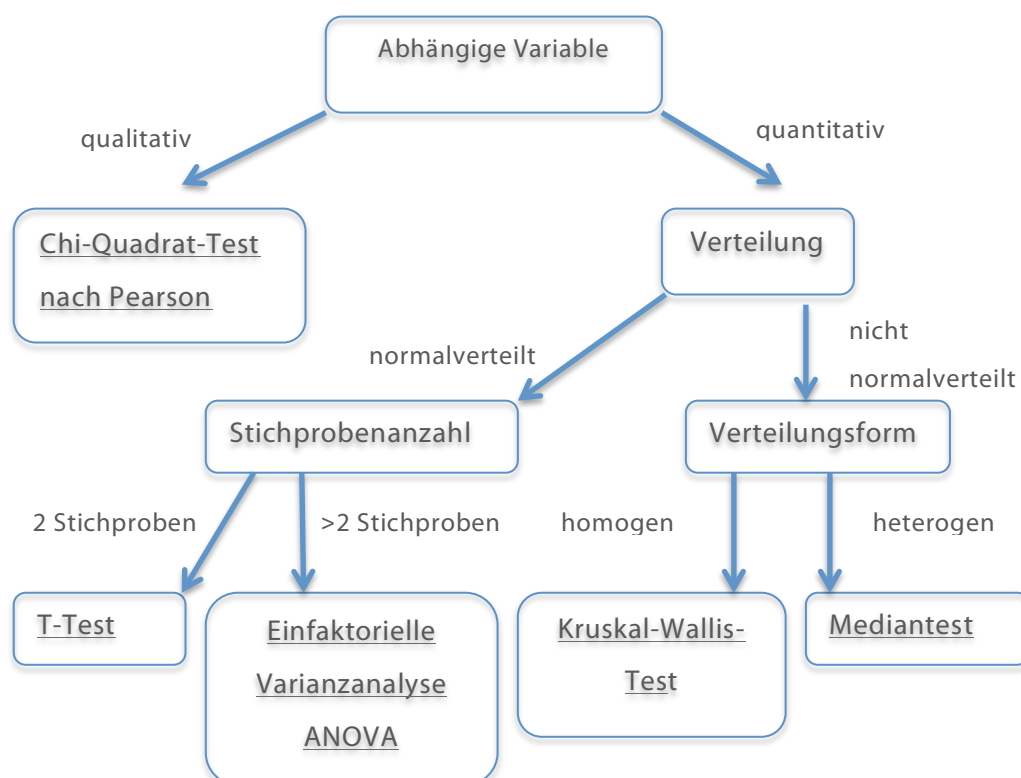 Abhängige Variable
qualitativ
quantitativ
Chi-Quadrat-Test
nach Pearson
Verteilung
normalverteilt
nicht
normalverteilt
Stichprobenanzahl
Verteilungsform
2 Stichproben
>2 Stichproben
homogen
heterogen
T-Test
Einfaktorielle
Varianzanalyse
ANOVA
Kruskal-Wallis-
Test
Mediantest